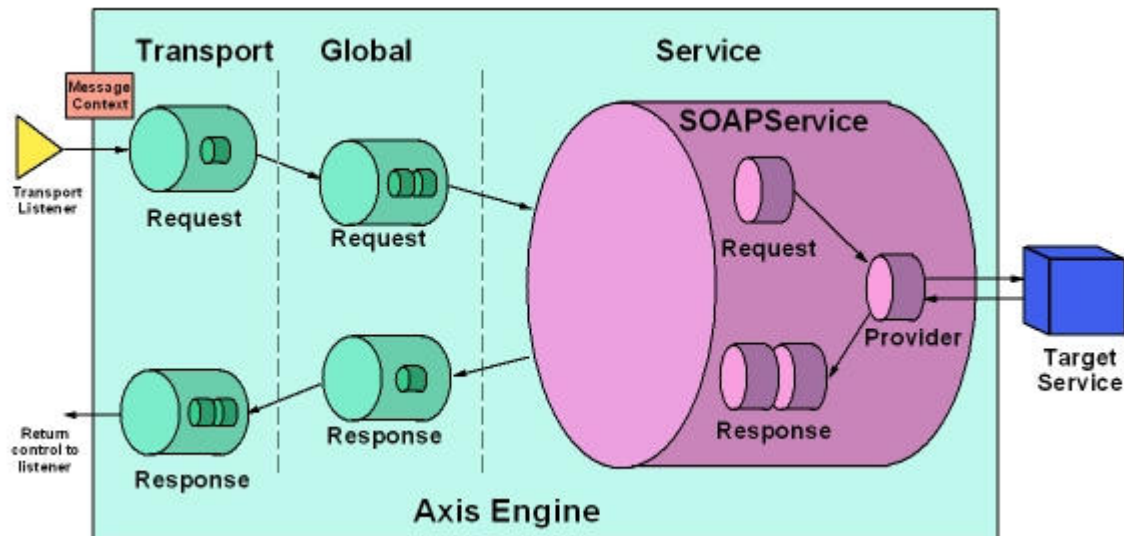 Transport
Global
Service
Message
Context
SOAPService
Transport
Listener
Request
Request
Request
Provider
Target
Service
Return
control to
listener
Response
Response
Response
Axis Engine